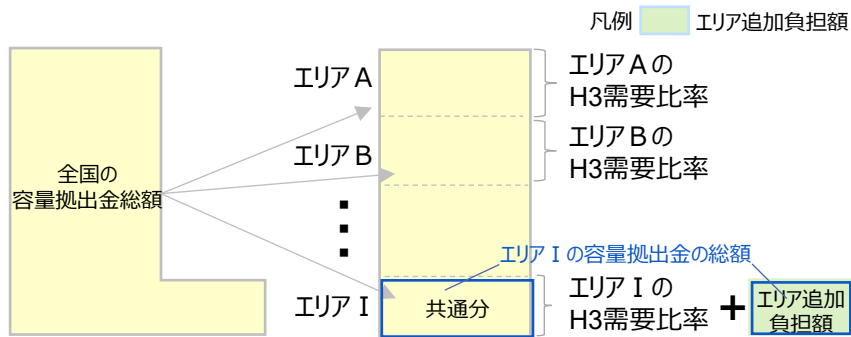 凡例 エリア追加負担額
エリアA
エリアAの
H3需要比率
エリアB
エリアBの
H3需要比率
全国の
容量拠出金総額
エリアIの容量拠出金の総額
エリアI
共通分
エリアIの
H3需要比率
+
エリア追加
負担額